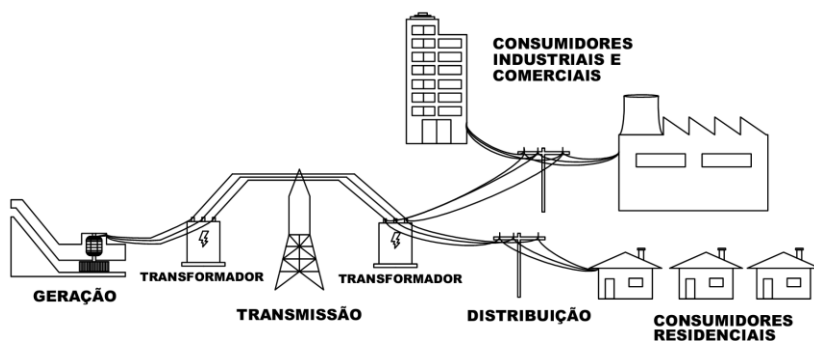 CONSUMIDORES
INDUSTRIAIS E
COMERCIAIS
TRANSFORMADOR
TRANSFORMADOR
GERAÇÃO
TRANSMISSÃO
DISTRIBUIÇÃO
CONSUMIDORES
RESIDENCIAIS